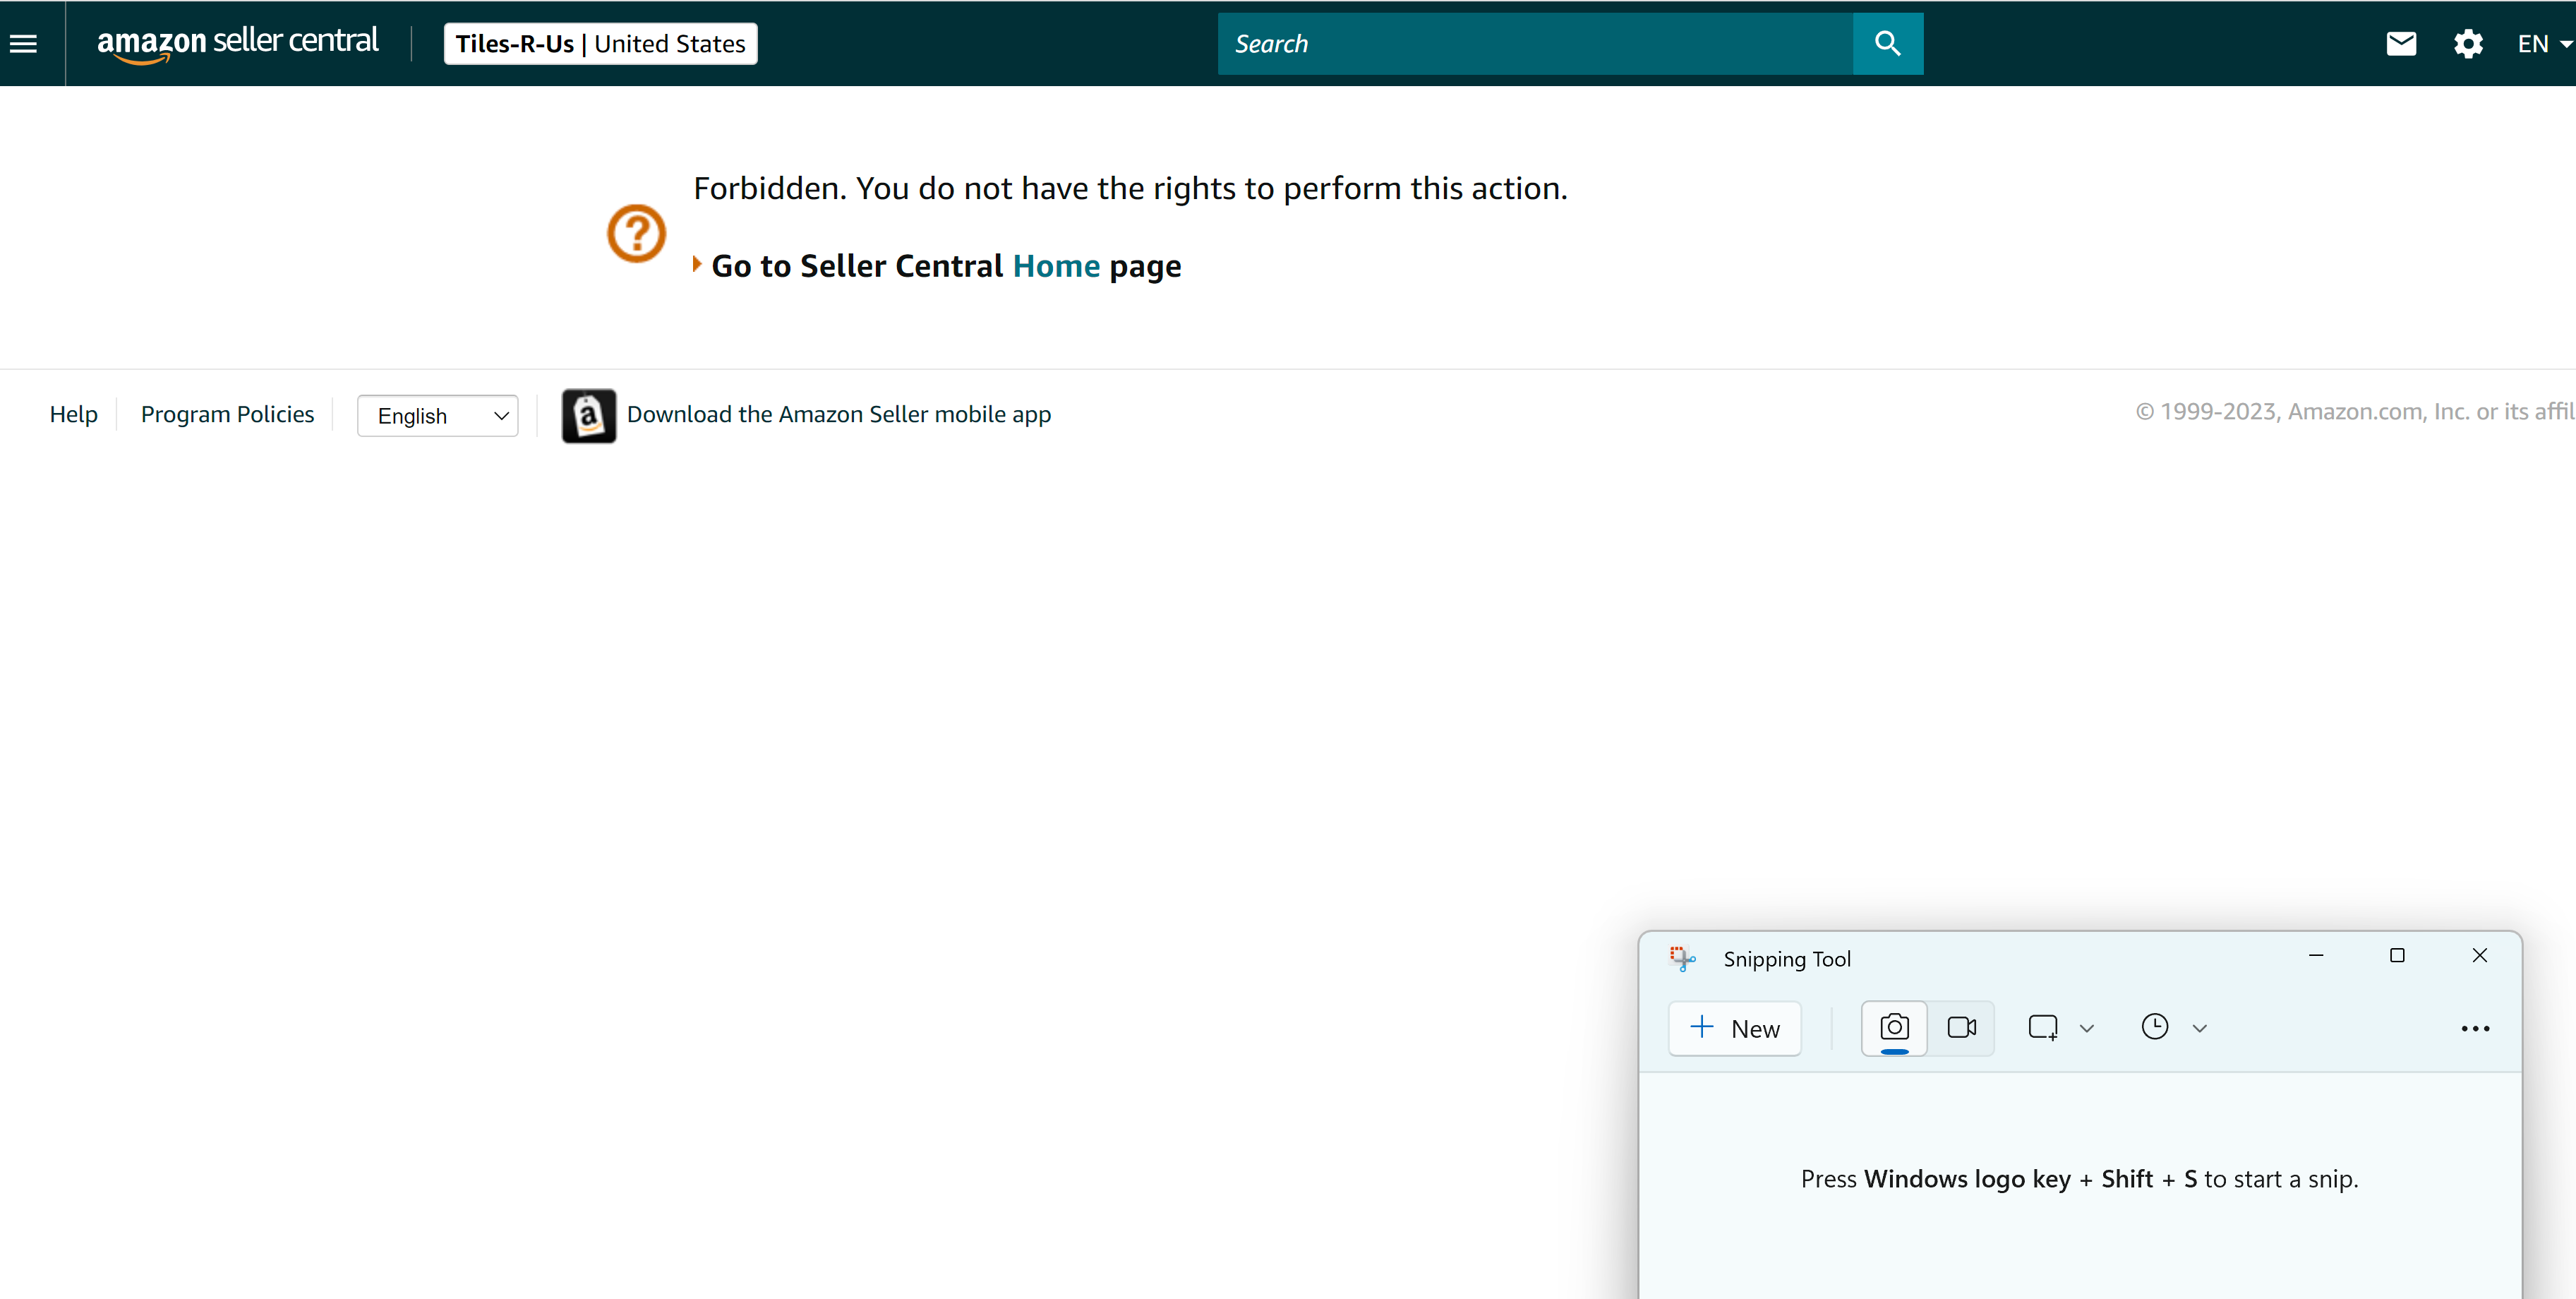 amazon seller central
Tiles-R-Us | United States
Search
EN
Forbidden. You do not have the rights to perform this action.
?
Go to Seller Central Home page
Help
Program Policies
English
a
Download the Amazon Seller mobile app
© 1999-2023, Amazon.com, Inc. or its affil
Snipping Tool
New
Press Windows logo key + Shift + S to start a snip.